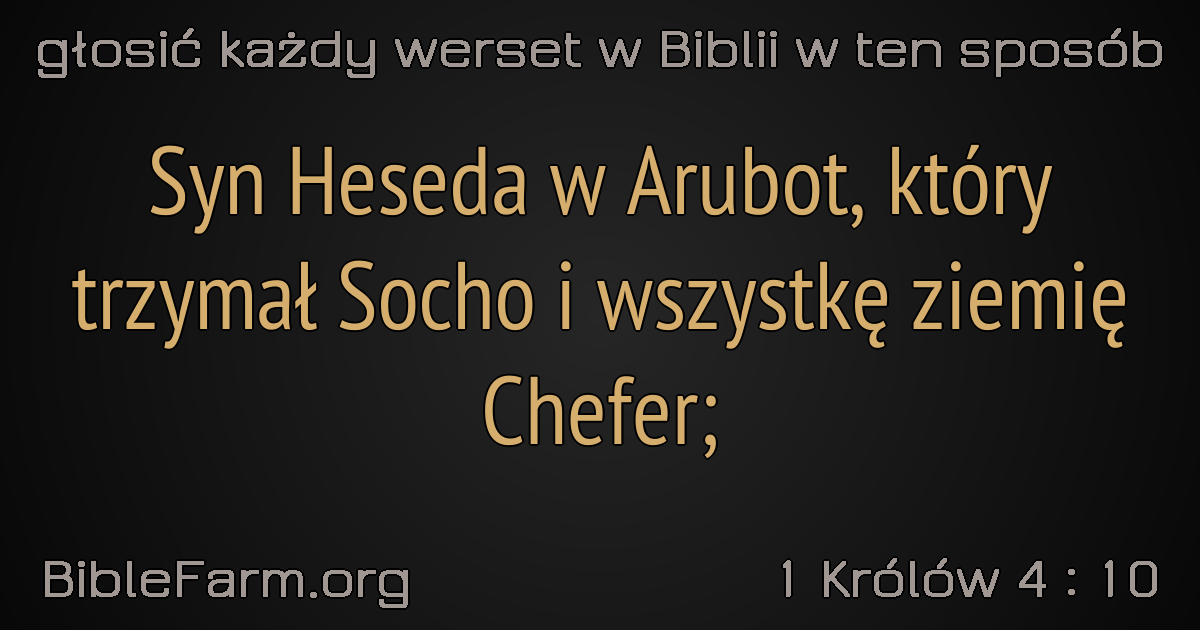 głosić każdy werset w Biblii w ten sposób
Syn Heseda w Arubot, który
trzymał Socho i wszystkę ziemię
Chefer;
BibleFarm.org
1 Królów 4 : 10